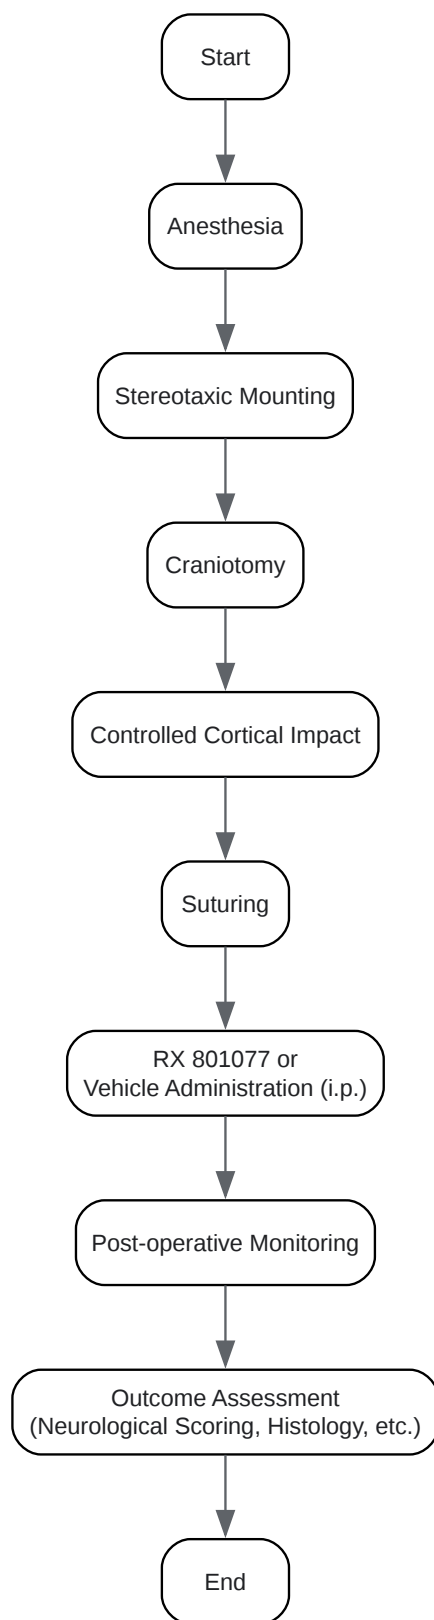 Start
Anesthesia
Stereotaxic Mounting
Craniotomy
Controlled Cortical Impact
Suturing
RX 801077 or
Vehicle Administration (i.p.)
Post-operative Monitoring
Outcome Assessment
(Neurological Scoring, Histology, etc.)
End